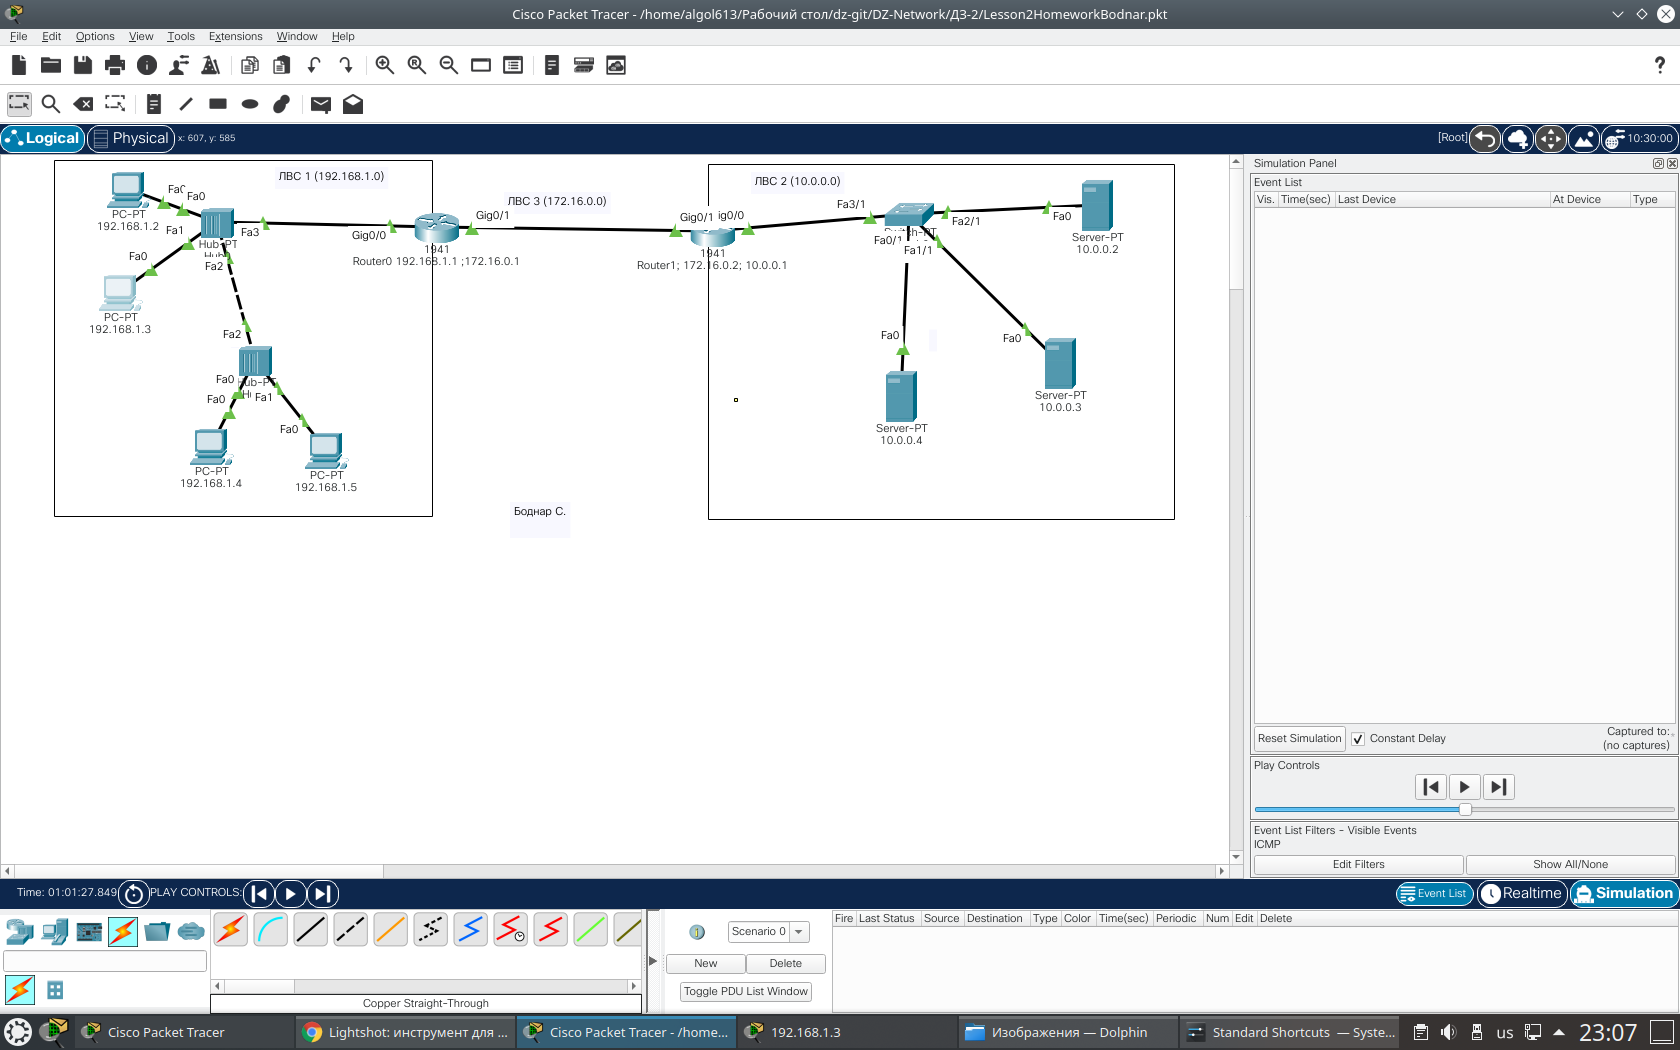 Cisco Packet Tracer - /home/algol613/Рабочий стол/dz-git/DZ-Network/ДЗ-2/Lesson2HomeworkBodnar.pkt
File Edit Options View Tools Extensions Window Help
Logical Physical x: 607, y: 585
[Root] 10:30:00
ЛВС 1 (192.168.1.0)
ЛВС 3 (172.16.0.0)
ЛВС 2 (10.0.0.0)
Fa0
PC-PT
192.168.1.2
Fa1
Fa3
Fa0
Fa2
PC-PT
192.168.1.3
Gig0/0
Gig0/1
1941
Router0 192.168.1.1 ;172.16.0.1
Gig0/1
ig0/0
1941
Router1; 172.16.0.2; 10.0.0.1
Fa3/1
Fa2/1
Fa0/1
Fa1/1
Fa0
Server-PT
10.0.0.2
Fa0
Server-PT
10.0.0.3
Fa0
Server-PT
10.0.0.4
Fa2
Fa0
Fa1
Fa0
Fa0
PC-PT
192.168.1.4
PC-PT
192.168.1.5
Боднар С.
Simulation Panel
Event List
Vis. Time(sec) Last Device At Device Type
Reset Simulation Constant Delay Captured to:
(no captures)
Play Controls
Event List Filters - Visible Events
ICMP
Edit Filters Show All/None
Time: 01:01:27.849 PLAY CONTROLS:
Event List Realtime Simulation
Scenario 0
New Delete
Toggle PDU List Window
Fire Last Status Source Destination Type Color Time(sec) Periodic Num Edit Delete
Copper Straight-Through
Cisco Packet Tracer
Lightshot: инструмент для ...
Cisco Packet Tracer - /home...
192.168.1.3
Изображения — Dolphin
Standard Shortcuts — Syste...
us
23:07